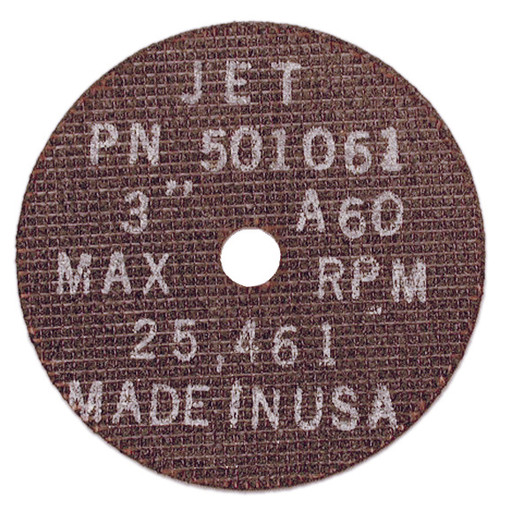 JET
PN 501061
3" A60
MAX RPM
25,461
MADE IN USA